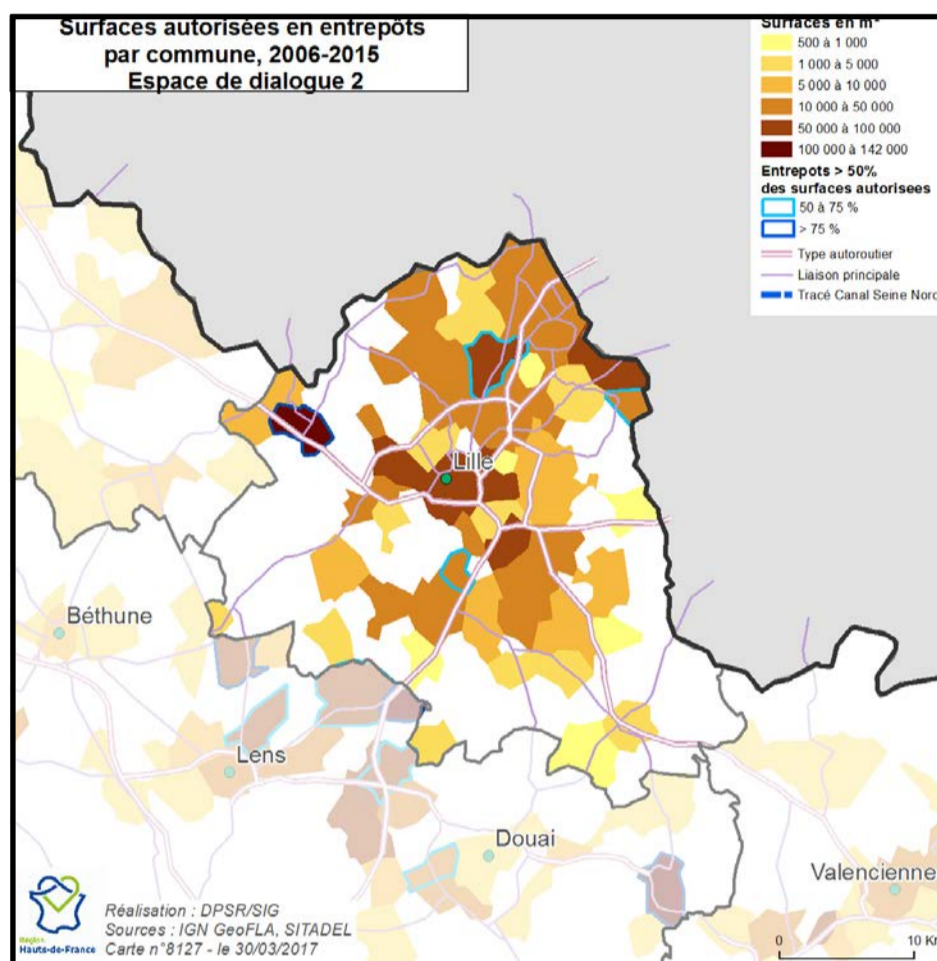 Surfaces autorisées en entrepôts
par commune, 2006-2015
Espace de dialogue 2
Surfaces en m²
500 à 1 000
1 000 à 5 000
5 000 à 10 000
10 000 à 50 000
50 000 à 100 000
100 000 à 142 000
Entrepots > 50%
des surfaces autorisees
50 à 75 %
> 75 %
Type autoroutier
Liaison principale
Tracé Canal Seine Nord
Lille
Béthune
Lens
Douai
Valencienne
Région
Hauts-de-France
Réalisation : DPSR/SIG
Sources : IGN GeoFLA, SITADEL
Carte n°8127 - le 30/03/2017
0 10 Km